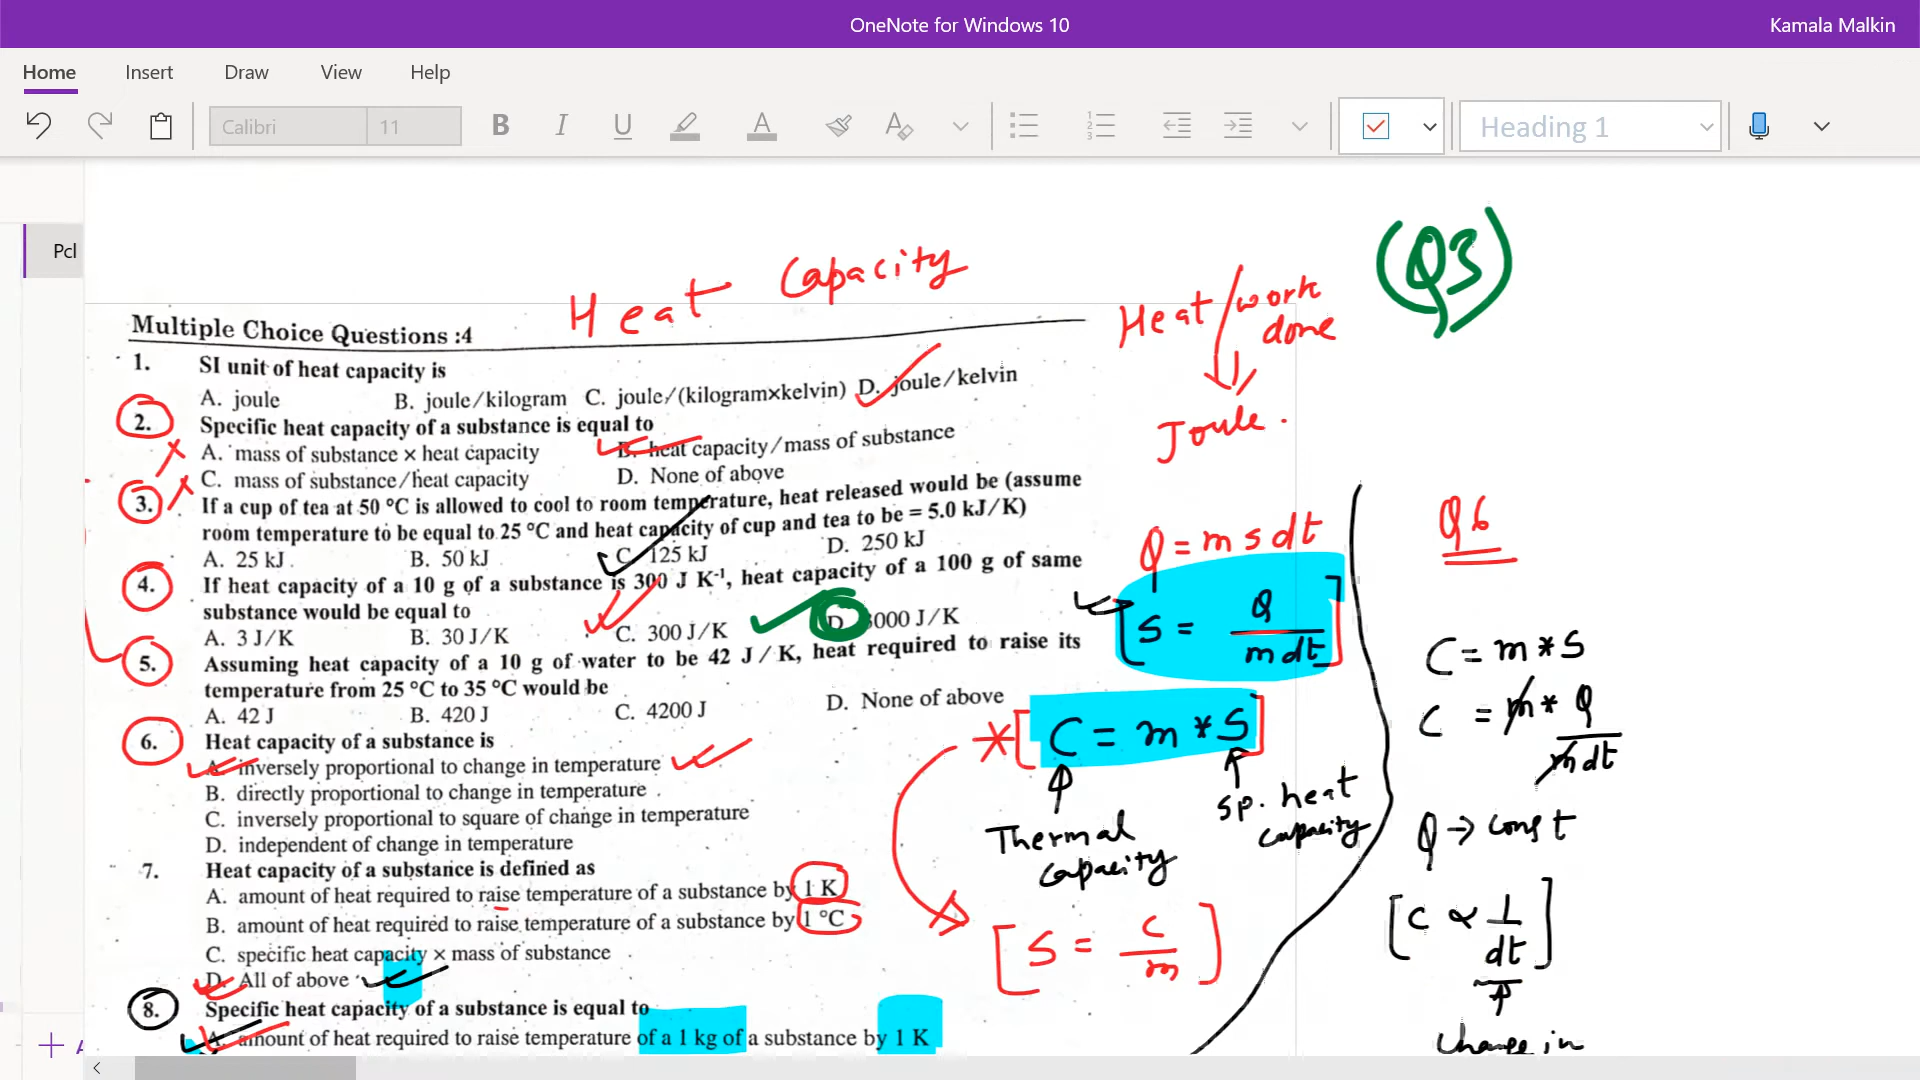 OneNote for Windows 10
Kamala Malkin
Home Insert Draw View Help
Calibri 11 B I U A Heading 1
Pcl
(Q3)
Heat Capacity
Heat / work done
Joule.
Multiple Choice Questions :4
1. SI unit of heat capacity is
A. joule B. joule/kilogram C. joule/(kilogram×kelvin) D. joule/kelvin
2. Specific heat capacity of a substance is equal to
A. mass of substance × heat capacity B. heat capacity/mass of substance
C. mass of substance/heat capacity D. None of above
3. If a cup of tea at 50 °C is allowed to cool to room temperature, heat released would be (assume
room temperature to be equal to 25 °C and heat capacity of cup and tea to be = 5.0 kJ/K)
A. 25 kJ B. 50 kJ C. 125 kJ D. 250 kJ
4. If heat capacity of a 10 g of a substance is 300 J K⁻¹, heat capacity of a 100 g of same
substance would be equal to
A. 3 J/K B. 30 J/K C. 300 J/K D. 3000 J/K
5. Assuming heat capacity of a 10 g of water to be 42 J/K, heat required to raise its
temperature from 25 °C to 35 °C would be
A. 42 J B. 420 J C. 4200 J D. None of above
6. Heat capacity of a substance is
A. inversely proportional to change in temperature
B. directly proportional to change in temperature
C. inversely proportional to square of change in temperature
D. independent of change in temperature
7. Heat capacity of a substance is defined as
A. amount of heat required to raise temperature of a substance by 1 K
B. amount of heat required to raise temperature of a substance by 1 °C
C. specific heat capacity × mass of substance
D. All of above
8. Specific heat capacity of a substance is equal to
A. amount of heat required to raise temperature of a 1 kg of a substance by 1 K
Q = m s dt
[S = Q / m dt]
* [C = m * S]
Thermal capacity
sp. heat capacity
[S = C / m]
Q6
C = m * S
C = m * Q / m dt
Q → const
[C ∝ 1 / dt]
change in